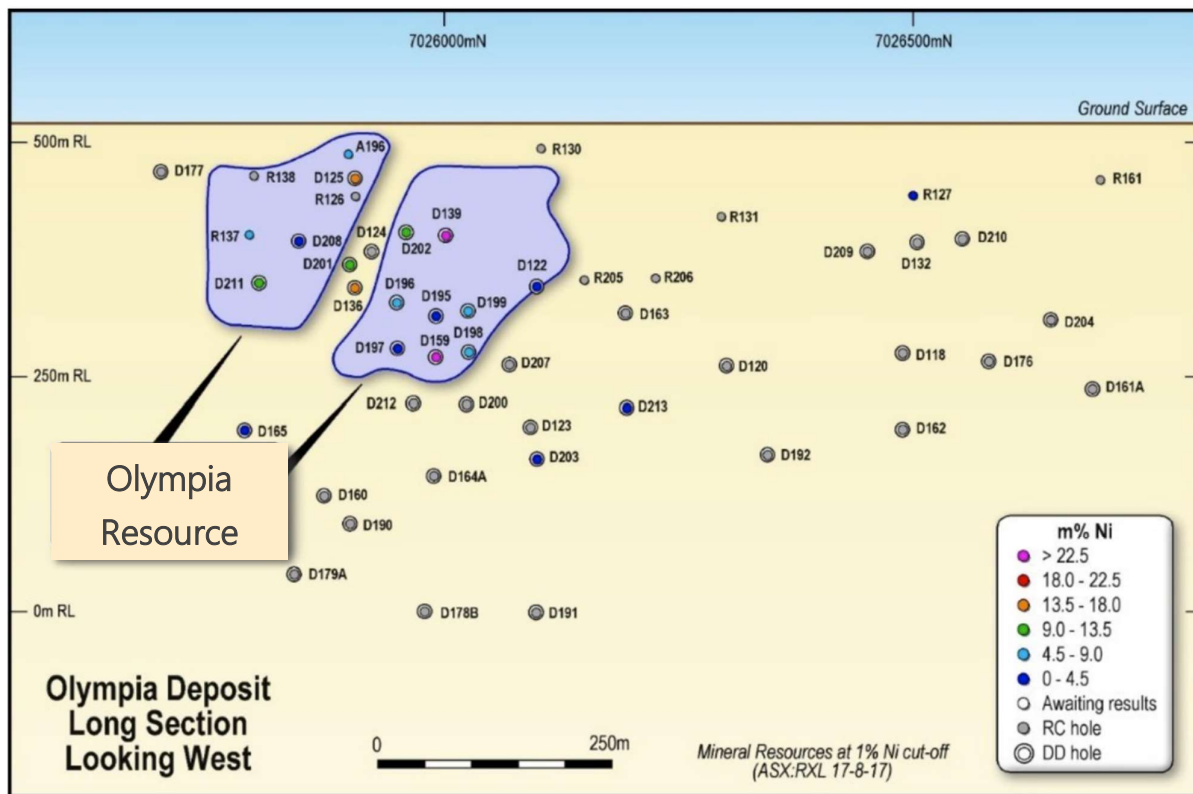 7026000mN
7026500mN
Ground Surface
500m RL
A196
R130
D177
R138
D125
R161
R126
R127
D139
R131
R137
D208
D124
D202
D210
D201
D209
D132
D122
D211
D196
R205
R206
D136
D195
D199
D163
D204
D198
D197
D159
D118
D207
D120
D176
250m RL
D161A
D212
D200
D213
D165
D123
D162
D203
D192
Olympia
Resource
D164A
D160
D190
D179A
0m RL
D178B
D191
m% Ni
> 22.5
18.0 - 22.5
13.5 - 18.0
9.0 - 13.5
4.5 - 9.0
0 - 4.5
Awaiting results
RC hole
DD hole
Olympia Deposit
Long Section
Looking West
0
250m
Mineral Resources at 1% Ni cut-off
(ASX:RXL 17-8-17)